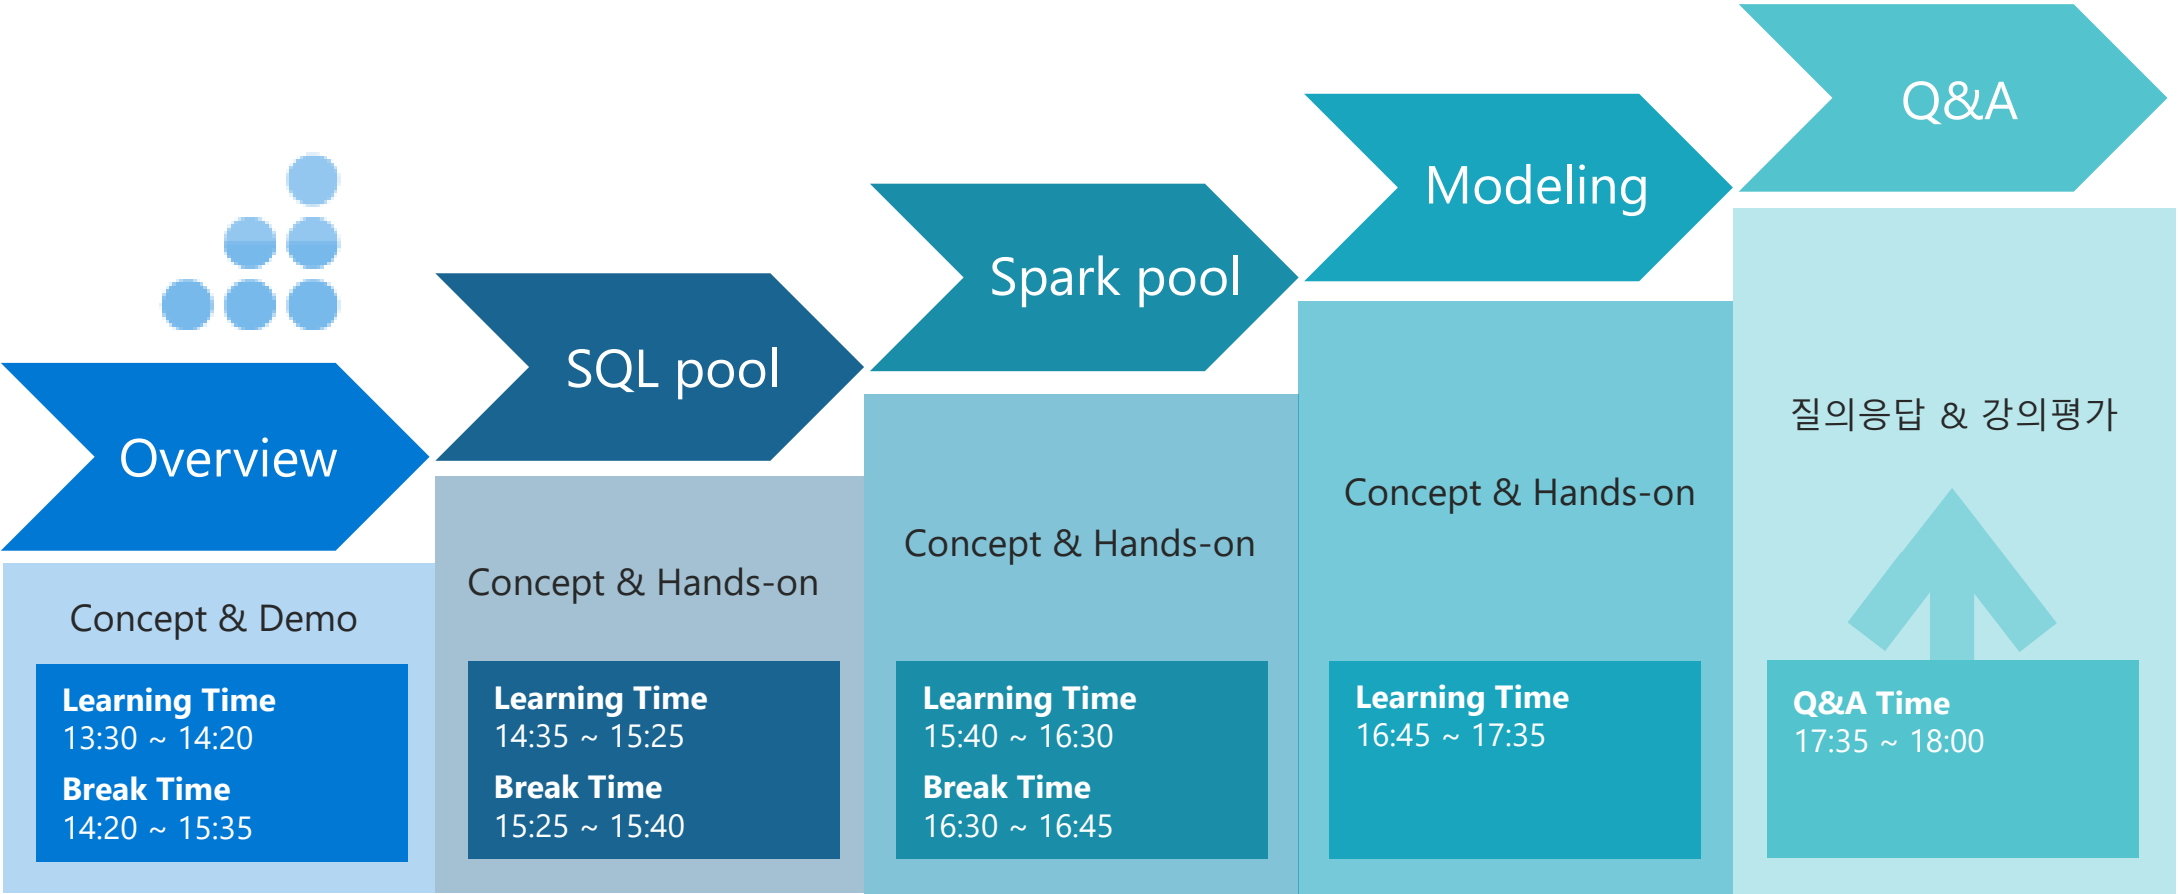 Overview
Concept & Demo
Learning Time
13:30 ~ 14:20
Break Time
14:20 ~ 15:35
SQL pool
Concept & Hands-on
Learning Time
14:35 ~ 15:25
Break Time
15:25 ~ 15:40
Spark pool
Concept & Hands-on
Learning Time
15:40 ~ 16:30
Break Time
16:30 ~ 16:45
Modeling
Concept & Hands-on
Learning Time
16:45 ~ 17:35
Q&A
질의응답 & 강의평가
Q&A Time
17:35 ~ 18:00